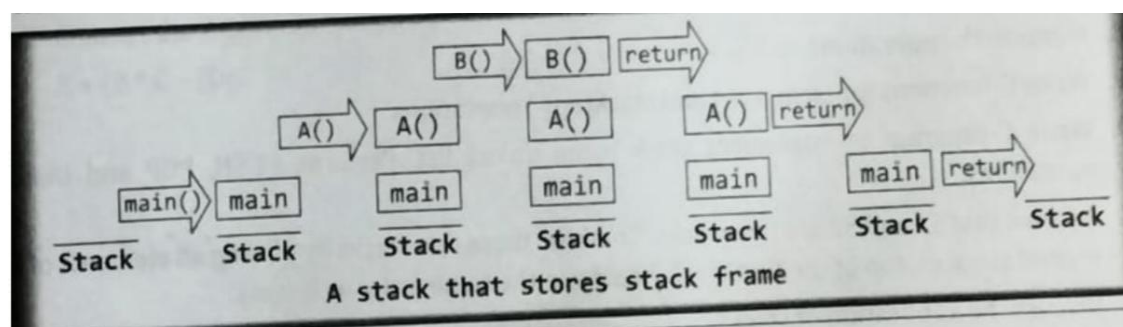 B() B() return
A() A() A() A() return
main() main main main main main return
Stack Stack Stack Stack Stack Stack Stack
A stack that stores stack frame